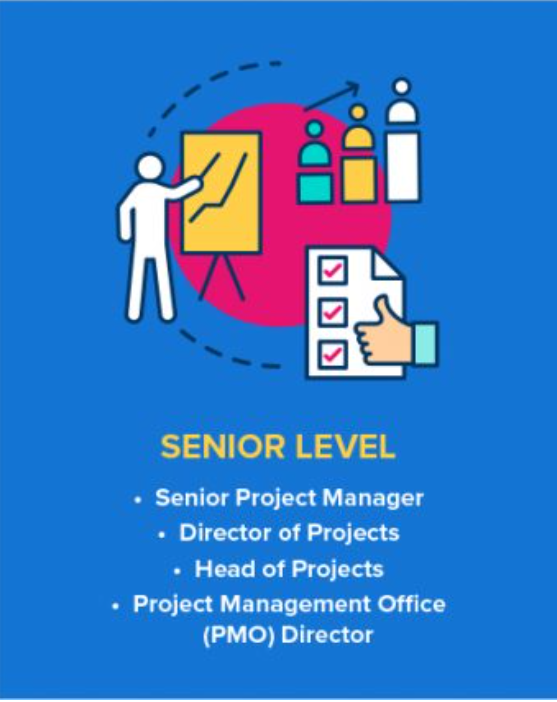 SENIOR LEVEL
• Senior Project Manager
• Director of Projects
• Head of Projects
• Project Management Office
(PMO) Director